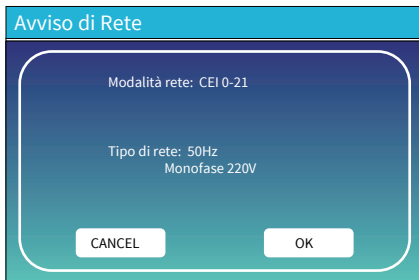 Avviso di Rete
Modalità rete: CEI 0-21
Tipo di rete: 50Hz
Monofase 220V
CANCEL OK